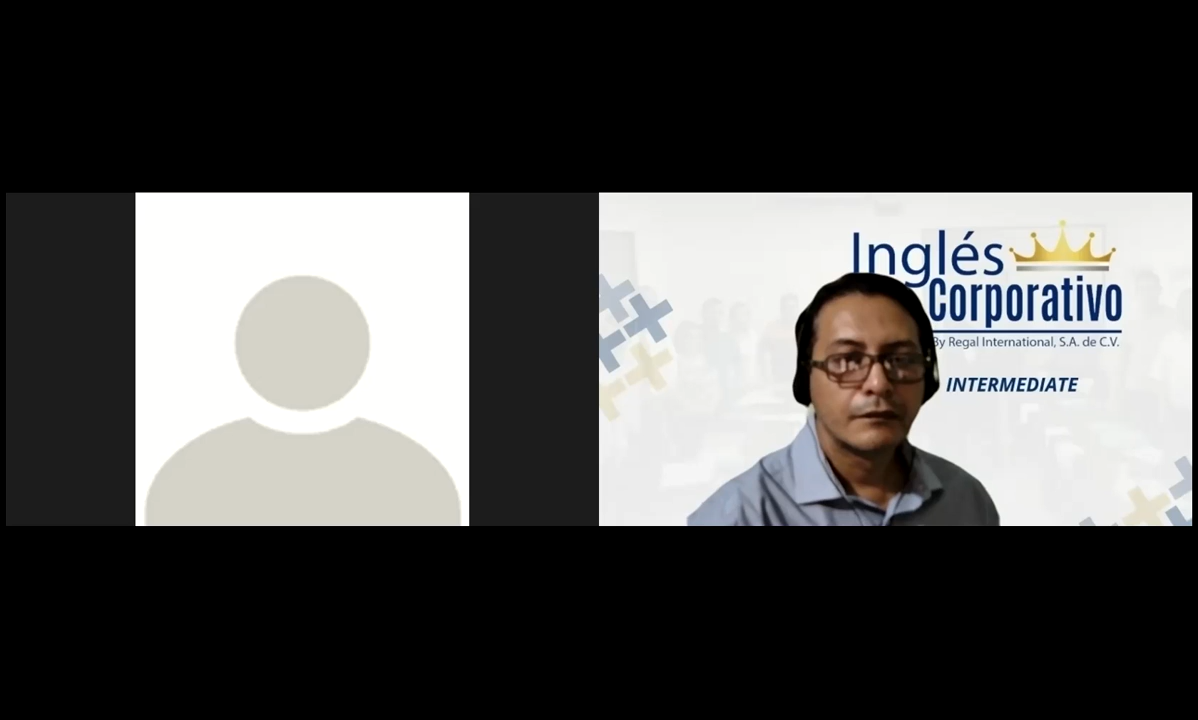 Inglés
Corporativo
By Regal International, S.A. de C.V.
INTERMEDIATE